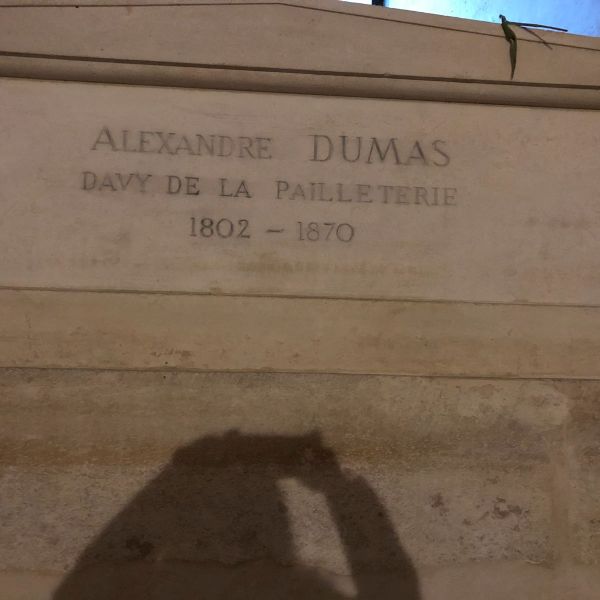 ALEXANDRE DUMAS
DAVY DE LA PAILLETERIE
1802 – 1870